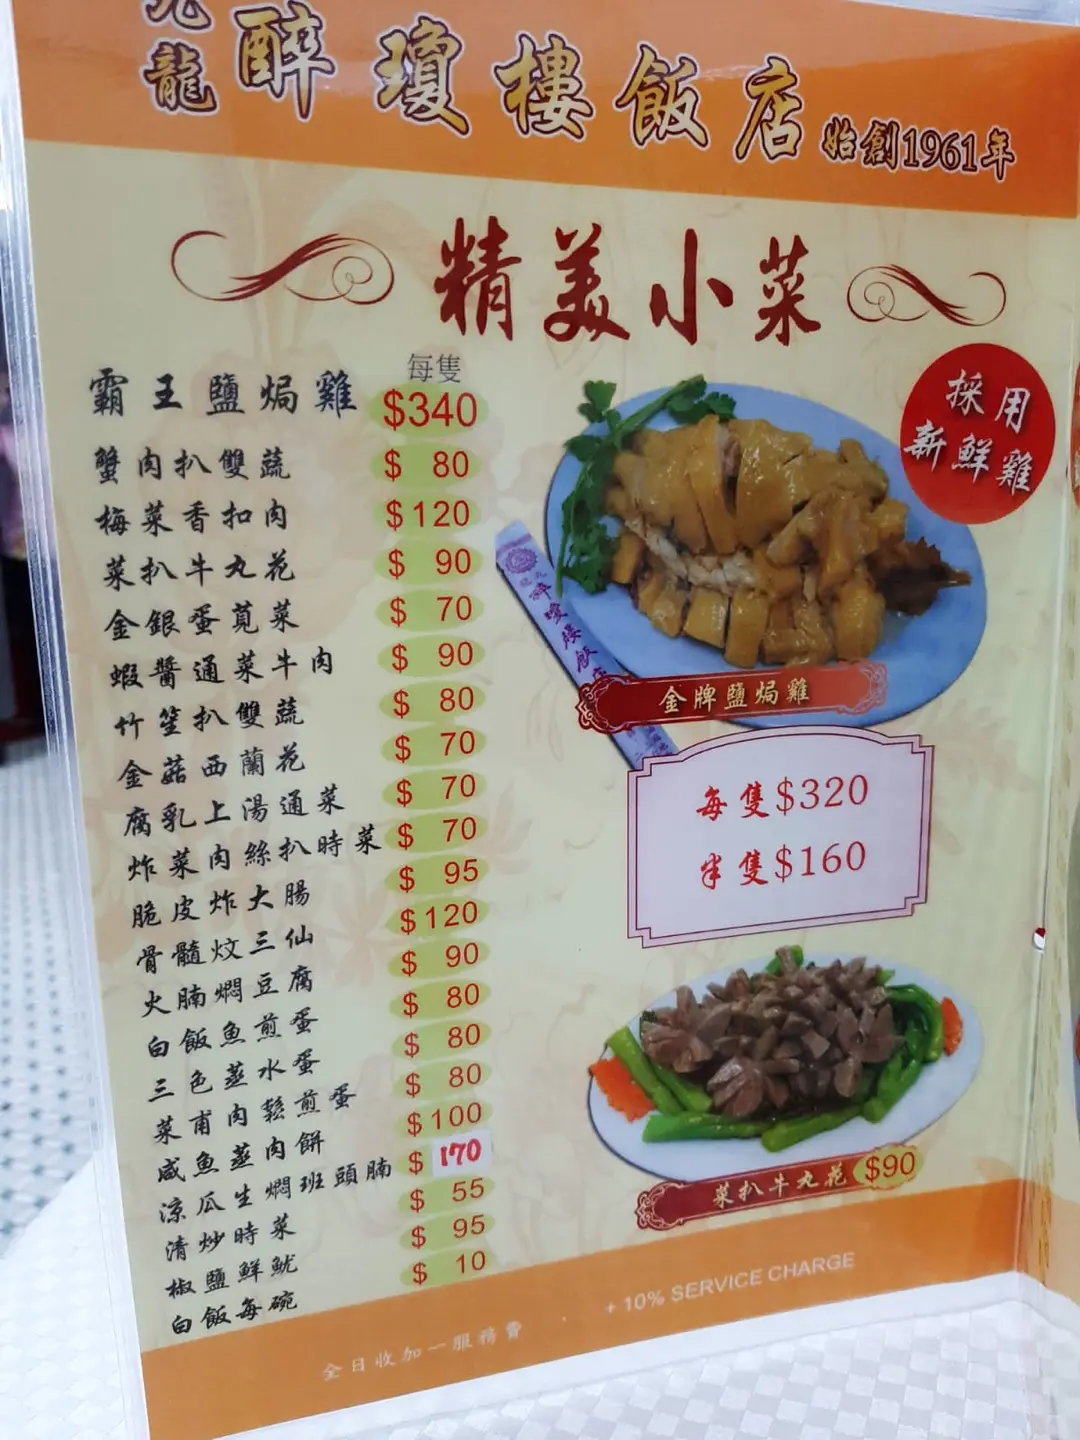 九龍醉瓊樓飯店 始創1961年
精美小菜
每隻
霸王鹽焗雞 $340
蟹肉扒雙蔬 $ 80
梅菜香扣肉 $120
菜扒牛丸花 $ 90
金銀蛋莧菜 $ 70
蝦醬通菜牛肉 $ 90
竹笙扒雙蔬 $ 80
金菇西蘭花 $ 70
腐乳上湯通菜 $ 70
炸菜肉絲扒時菜 $ 70
脆皮炸大腸 $ 95
骨髓炆三仙 $120
火腩燜豆腐 $ 90
白飯魚煎蛋 $ 80
三色蒸水蛋 $ 80
菜甫肉鬆煎蛋 $ 80
咸魚蒸肉餅 $100
涼瓜生燜班頭腩 $ 170
清炒時菜 $ 55
椒鹽鮮魷 $ 95
白飯每碗 $ 10
採用
新鮮雞
醉瓊樓飯店
金牌鹽焗雞
每隻$320
半隻$160
菜扒牛丸花 $90
全日收加一服務費 . + 10% SERVICE CHARGE